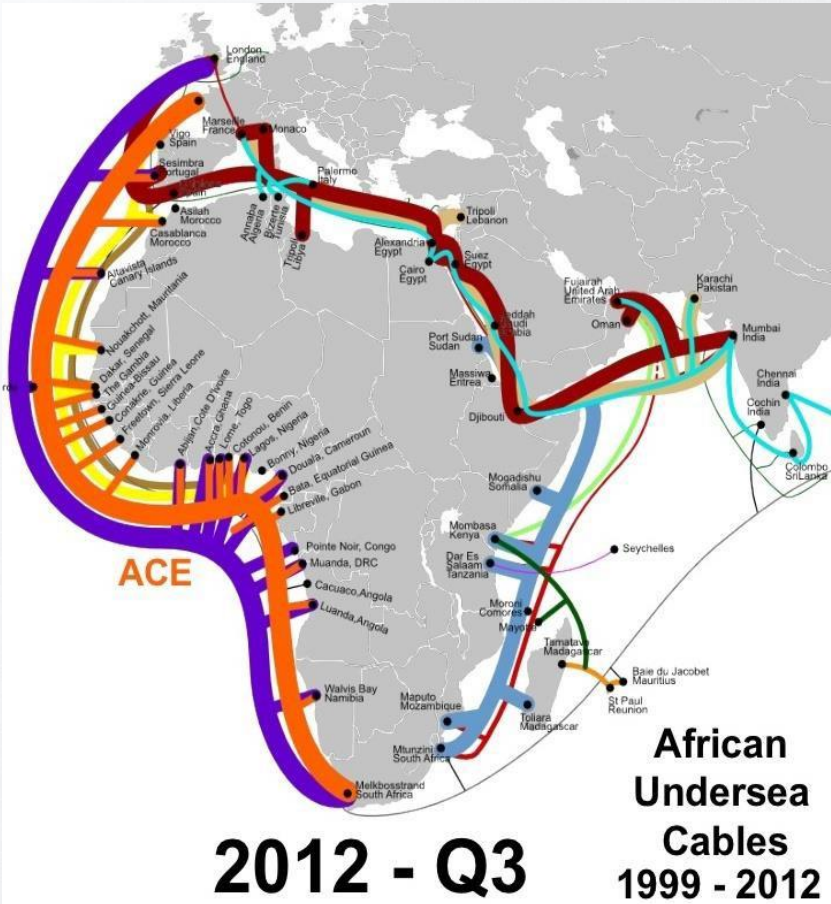 London
England
Marseille
France
Monaco
Vigo
Spain
Sesimbra
Portugal
Spain
Palermo
Italy
Asilah
Morocco
Casablanca
Morocco
Annaba
Algeria
Bizerte
Tunisia
Tripoli
Libya
Tripoli
Lebanon
Alexandria
Egypt
Cairo
Egypt
Suez
Egypt
Altavista
Canary Islands
Nouakchott, Mauritania
Dakar, Senegal
The Gambia
Guinea-Bissau
Conakrie, Guinea
Freetown, Sierra Leone
Monrovia, Liberia
Abijan,Cote D'Ivoire
Accra,Ghana
Lome, Togo
Cotonou, Benin
Lagos, Nigeria
Bonny, Nigeria
Douala, Cameroun
Bata, Equatorial Guinea
Libreville, Gabon
Fujairah
United Arab
Emirates
Oman
Karachi
Pakistan
Mumbai
India
Chennai
India
Cochin
India
Colombo
SriLanka
Jeddah
Saudi
Arabia
Port Sudan
Sudan
Massiwa
Eritrea
Djibouti
Mogadishu
Somalia
Mombasa
Kenya
Dar Es
Salaam
Tanzania
Seychelles
Moroni
Comores
Mayotte
Tamatave
Madagascar
Baie du Jacobet
Mauritius
St Paul
Reunion
Toliara
Madagascar
Maputo
Mozambique
Mtunzini
South Africa
ACE
Pointe Noir, Congo
Muanda, DRC
Cacuaco,Angola
Luanda,Angola
Walvis Bay
Namibia
Melkbosstrand
South Africa
African
Undersea
Cables
1999 - 2012
2012 - Q3